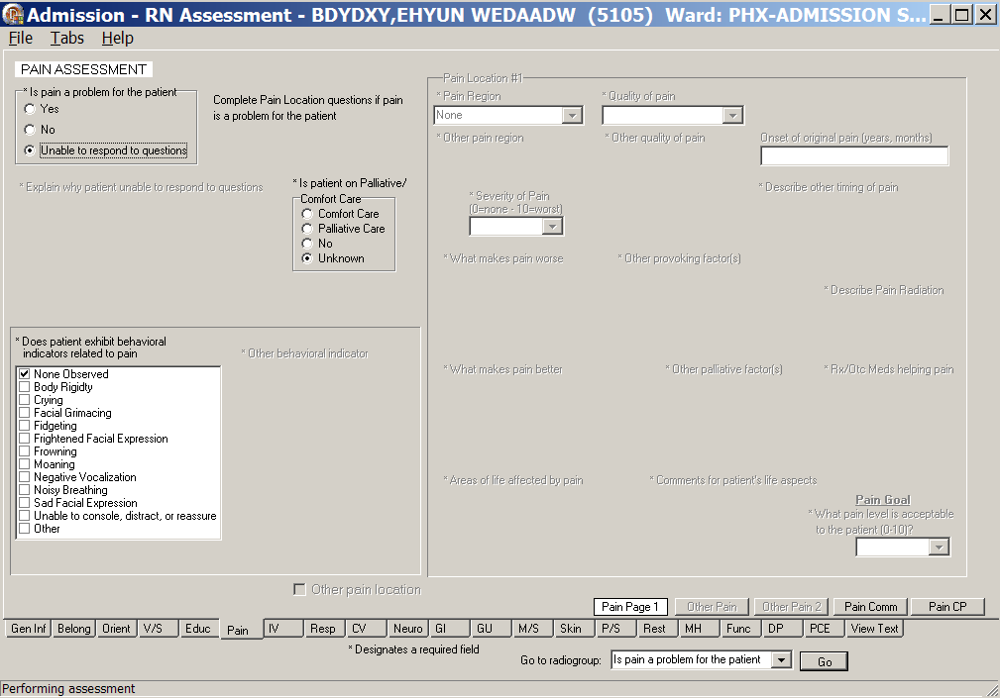 Admission - RN Assessment - BDYDXY,EHYUN WEDAADW (5105) Ward: PHX-ADMISSION S...
File Tabs Help
PAIN ASSESSMENT
* Is pain a problem for the patient
Yes
No
Unable to respond to questions
Complete Pain Location questions if pain
is a problem for the patient
* Explain why patient unable to respond to questions
* Is patient on Palliative/
Comfort Care
Comfort Care
Palliative Care
No
Unknown
* Does patient exhibit behavioral
indicators related to pain
* Other behavioral indicator
None Observed
Body Rigidty
Crying
Facial Grimacing
Fidgeting
Frightened Facial Expression
Frowning
Moaning
Negative Vocalization
Noisy Breathing
Sad Facial Expression
Unable to console, distract, or reassure
Other
Other pain location
Pain Location #1
* Pain Region
* Quality of pain
None
* Other pain region
* Other quality of pain
Onset of original pain (years, months)
* Severity of Pain
(0=none - 10=worst)
* Describe other timing of pain
* What makes pain worse
* Other provoking factor(s)
* Describe Pain Radiation
* What makes pain better
* Other palliative factor(s)
* Rx/Otc Meds helping pain
* Areas of life affected by pain
* Comments for patient's life aspects
Pain Goal
* What pain level is acceptable
to the patient (0-10)?
Pain Page 1 Other Pain Other Pain 2 Pain Comm Pain CP
Gen Inf Belong Orient V/S Educ Pain IV Resp CV Neuro GI GU M/S Skin P/S Rest MH Func DP PCE View Text
* Designates a required field
Go to radiogroup: Is pain a problem for the patient Go
Performing assessment